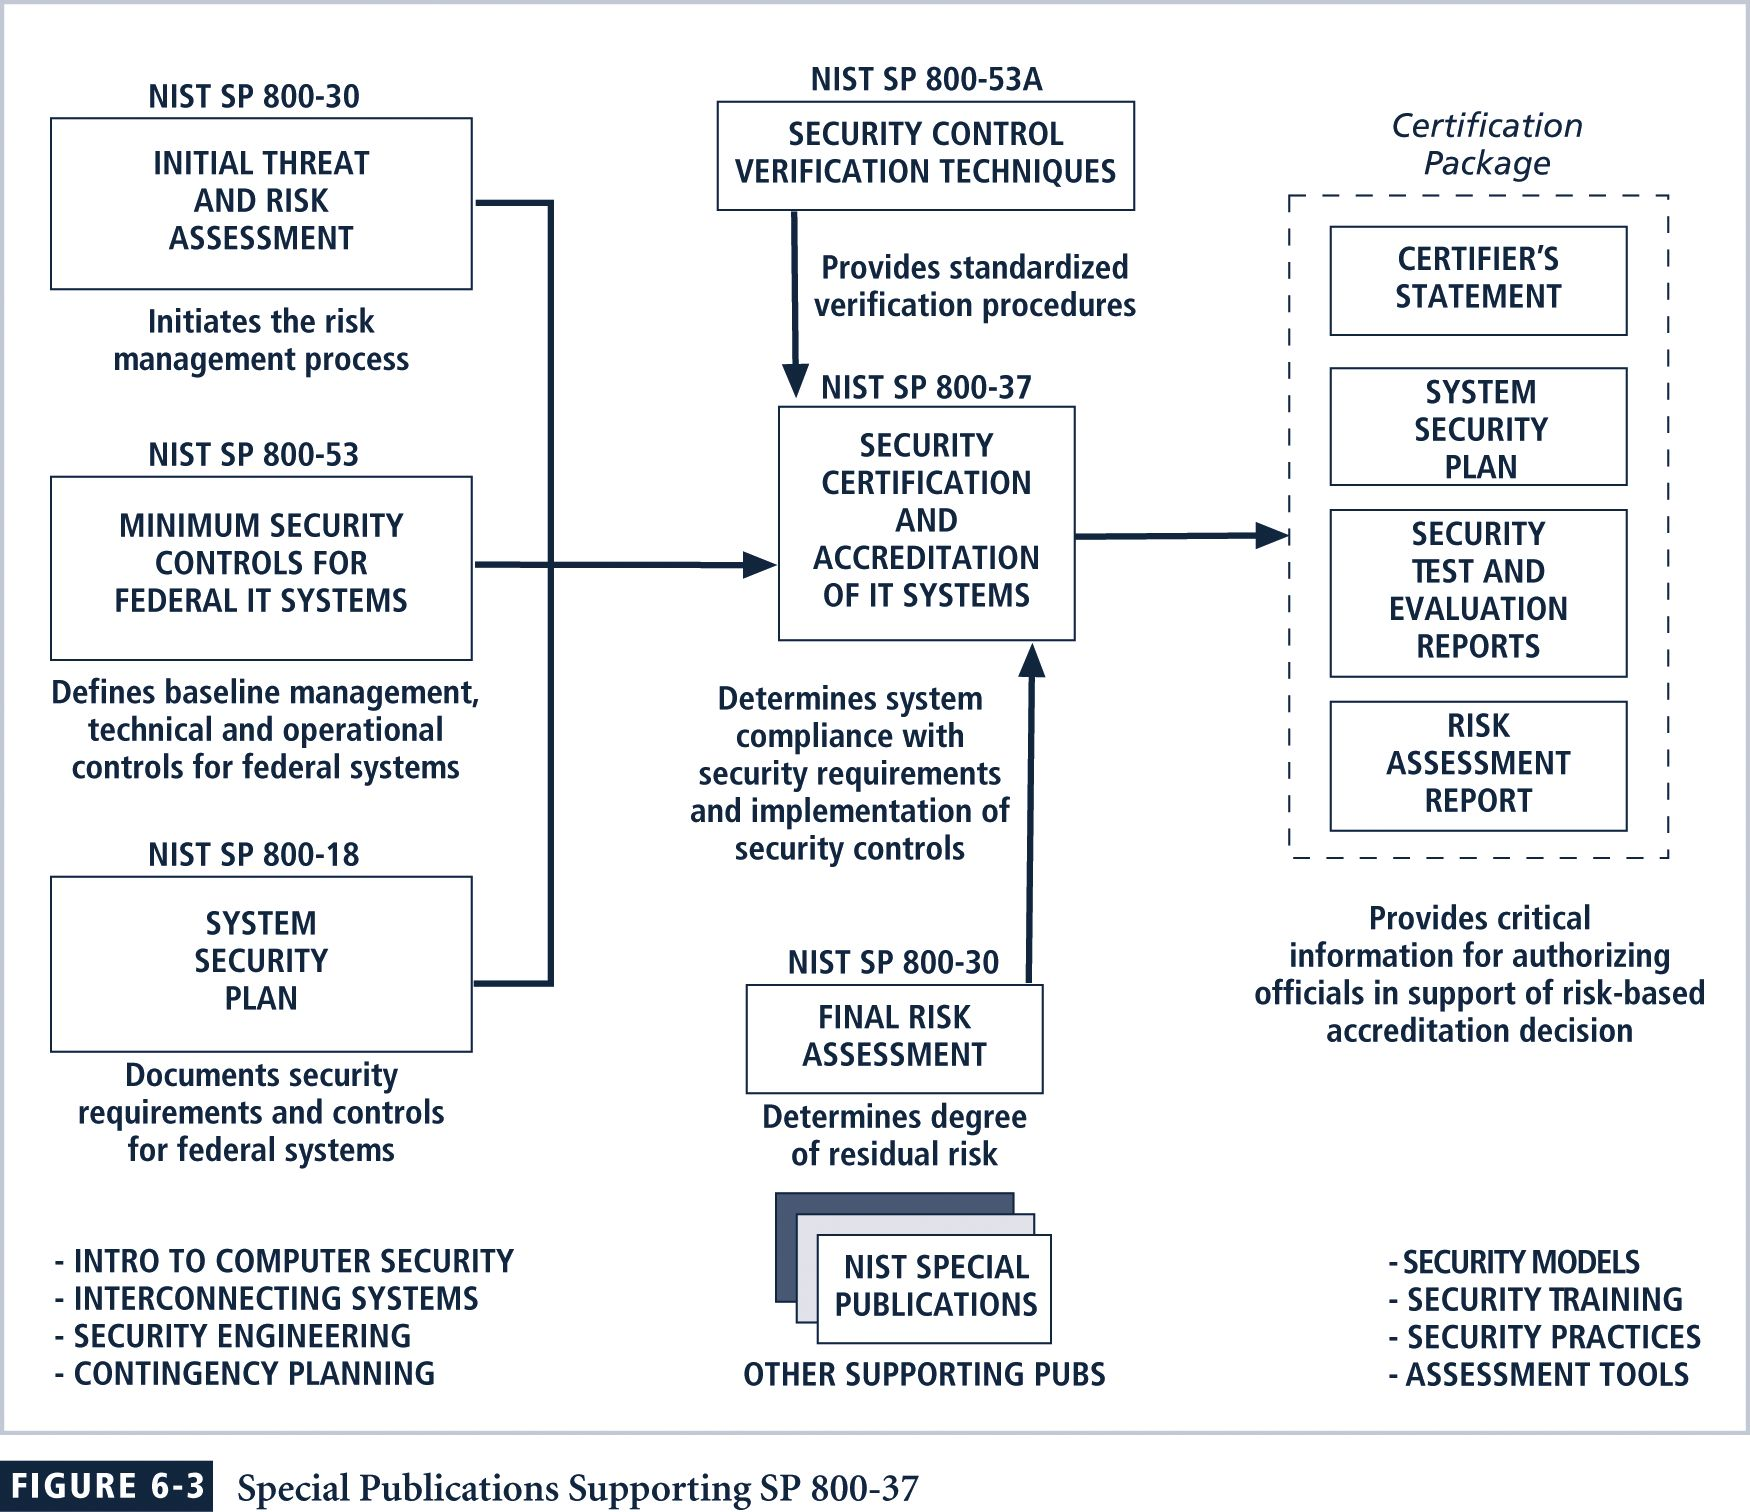 NIST SP 800-30
INITIAL THREAT
AND RISK
ASSESSMENT
Initiates the risk
management process
NIST SP 800-53
MINIMUM SECURITY
CONTROLS FOR
FEDERAL IT SYSTEMS
Defines baseline management,
technical and operational
controls for federal systems
NIST SP 800-18
SYSTEM
SECURITY
PLAN
Documents security
requirements and controls
for federal systems
NIST SP 800-53A
SECURITY CONTROL
VERIFICATION TECHNIQUES
Provides standardized
verification procedures
NIST SP 800-37
SECURITY
CERTIFICATION
AND
ACCREDITATION
OF IT SYSTEMS
Determines system
compliance with
security requirements
and implementation of
security controls
NIST SP 800-30
FINAL RISK
ASSESSMENT
Determines degree
of residual risk
Certification
Package
CERTIFIER’S
STATEMENT
SYSTEM
SECURITY
PLAN
SECURITY
TEST AND
EVALUATION
REPORTS
RISK
ASSESSMENT
REPORT
Provides critical
information for authorizing
officials in support of risk-based
accreditation decision
- INTRO TO COMPUTER SECURITY
- INTERCONNECTING SYSTEMS
- SECURITY ENGINEERING
- CONTINGENCY PLANNING
NIST SPECIAL
PUBLICATIONS
OTHER SUPPORTING PUBS
- SECURITY MODELS
- SECURITY TRAINING
- SECURITY PRACTICES
- ASSESSMENT TOOLS
FIGURE 6-3 Special Publications Supporting SP 800-37